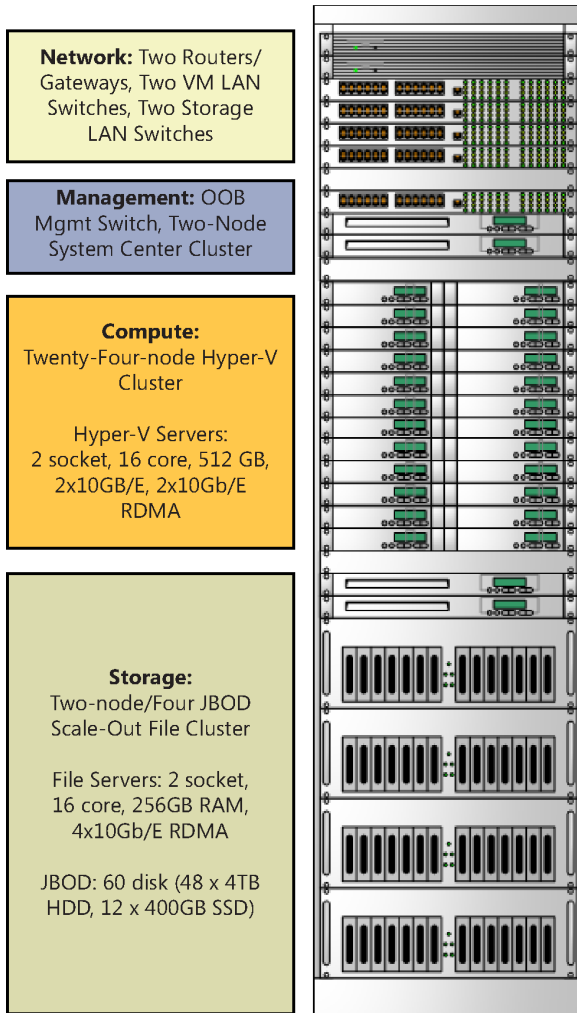 Network: Two Routers/
Gateways, Two VM LAN
Switches, Two Storage
LAN Switches
Management: OOB
Mgmt Switch, Two-Node
System Center Cluster
Compute:
Twenty-Four-node Hyper-V
Cluster
Hyper-V Servers:
2 socket, 16 core, 512 GB,
2x10GB/E, 2x10Gb/E
RDMA
Storage:
Two-node/Four JBOD
Scale-Out File Cluster
File Servers: 2 socket,
16 core, 256GB RAM,
4x10Gb/E RDMA
JBOD: 60 disk (48 x 4TB
HDD, 12 x 400GB SSD)